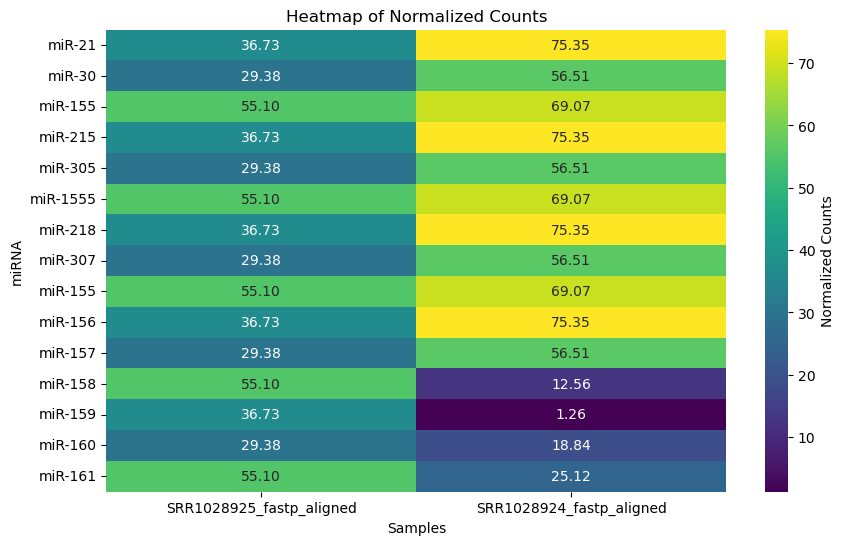 Heatmap of Normalized Counts
miR-21 36.73 75.35
miR-30 29.38 56.51
miR-155 55.10 69.07
miR-215 36.73 75.35
miR-305 29.38 56.51
miR-1555 55.10 69.07
miR-218 36.73 75.35
miR-307 29.38 56.51
miR-155 55.10 69.07
miR-156 36.73 75.35
miR-157 29.38 56.51
miR-158 55.10 12.56
miR-159 36.73 1.26
miR-160 29.38 18.84
miR-161 55.10 25.12
SRR1028925_fastp_aligned SRR1028924_fastp_aligned
Samples
miRNA
70
60
50
40
30
20
10
Normalized Counts